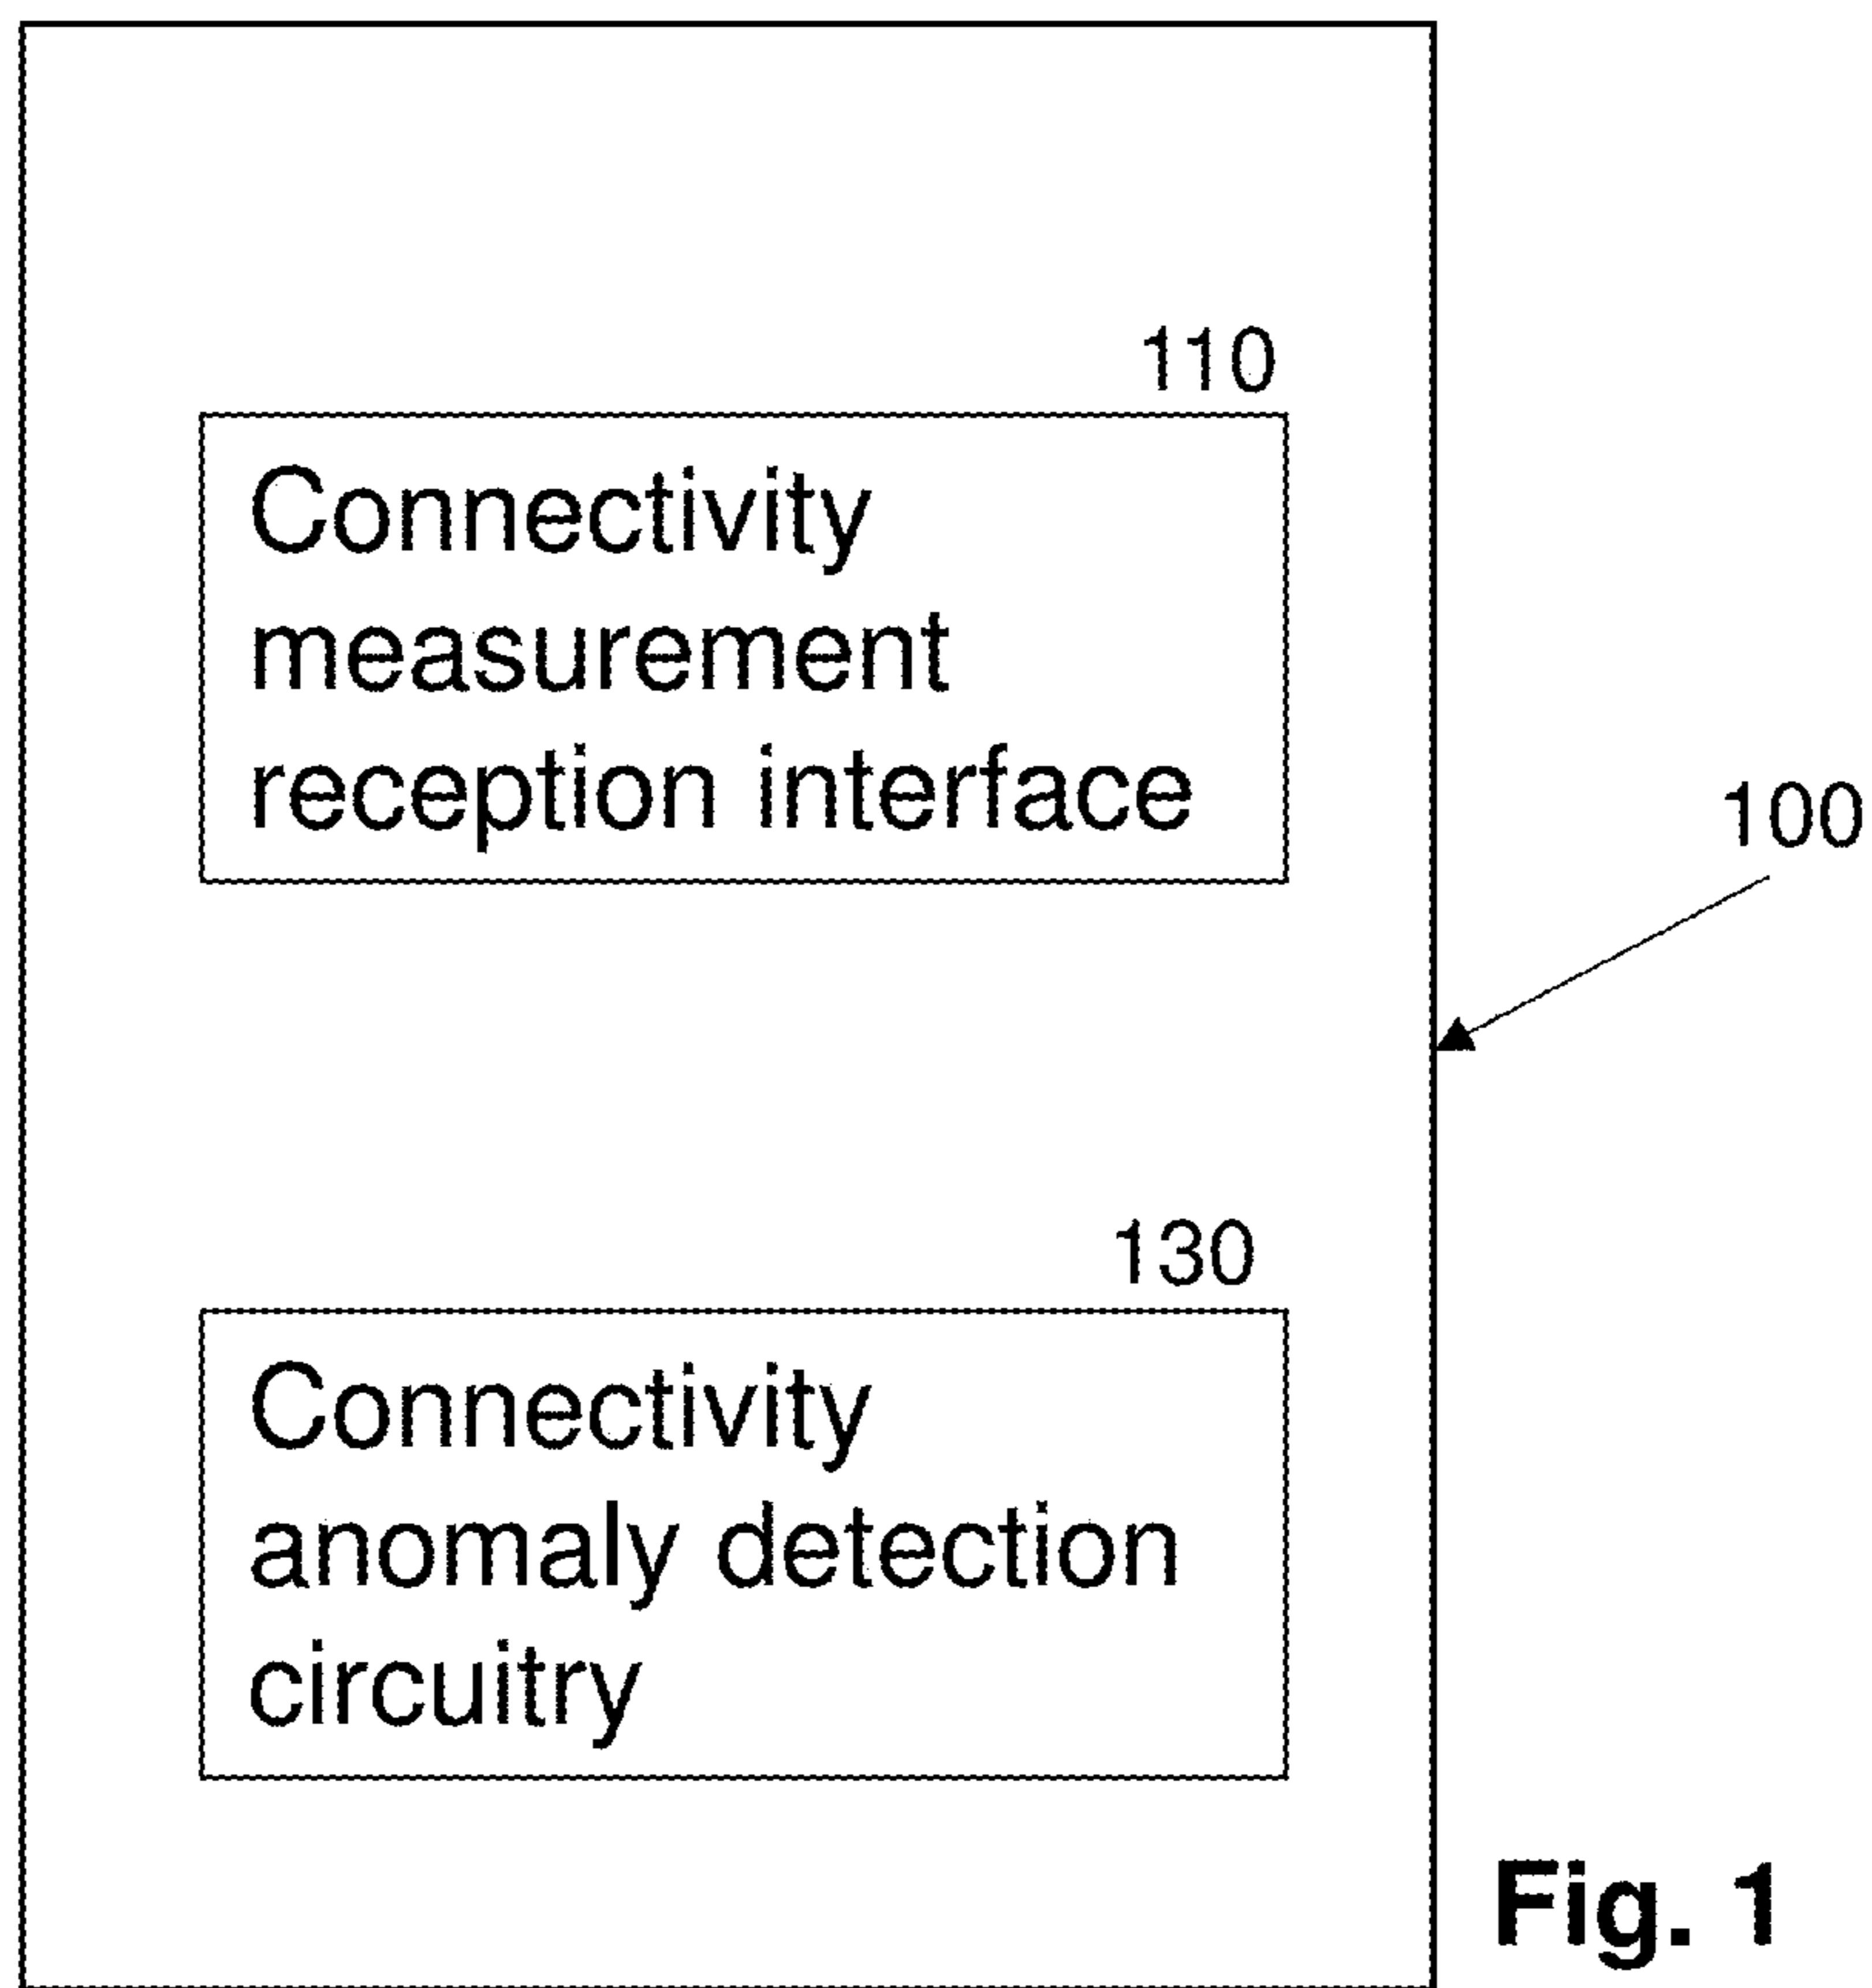 110
Connectivity
measurement
reception interface
100
130
Connectivity
anomaly detection
circuitry
Fig. 1